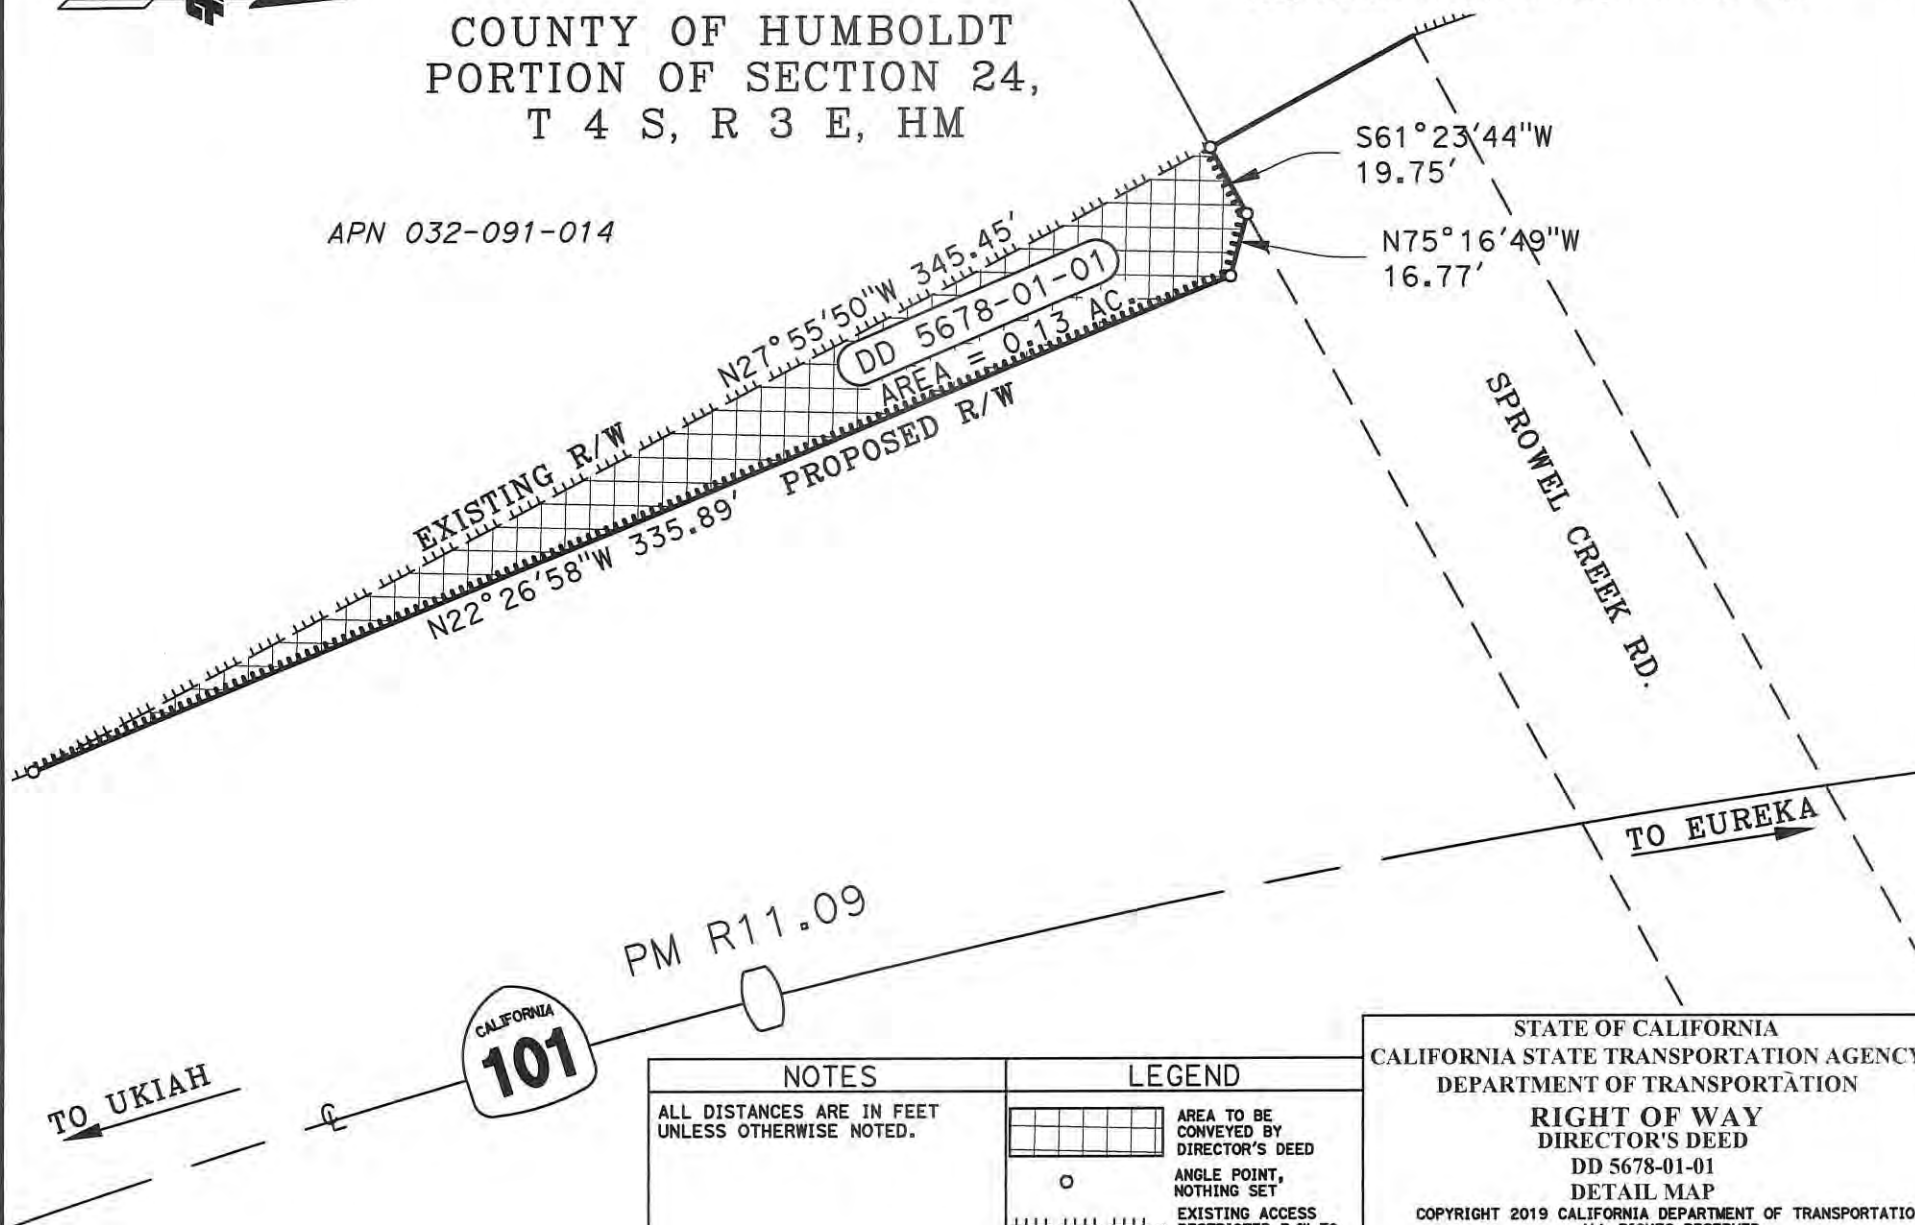 COUNTY OF HUMBOLDT
PORTION OF SECTION 24,
T 4 S, R 3 E, HM
APN 032-091-014
S61°23'44"W
19.75'
N75°16'49"W
16.77'
N27°55'50"W 345.45'
DD 5678-01-01
AREA = 0.13 AC.
EXISTING R/W
PROPOSED R/W
N22°26'58"W 335.89'
SPROWEL CREEK RD.
TO EUREKA
PM R11.09
CALIFORNIA
101
TO UKIAH
CL
NOTES
ALL DISTANCES ARE IN FEET
UNLESS OTHERWISE NOTED.
LEGEND
AREA TO BE
CONVEYED BY
DIRECTOR'S DEED
ANGLE POINT,
NOTHING SET
EXISTING ACCESS
STATE OF CALIFORNIA
CALIFORNIA STATE TRANSPORTATION AGENCY
DEPARTMENT OF TRANSPORTATION
RIGHT OF WAY
DIRECTOR'S DEED
DD 5678-01-01
DETAIL MAP
COPYRIGHT 2019 CALIFORNIA DEPARTMENT OF TRANSPORTATIO